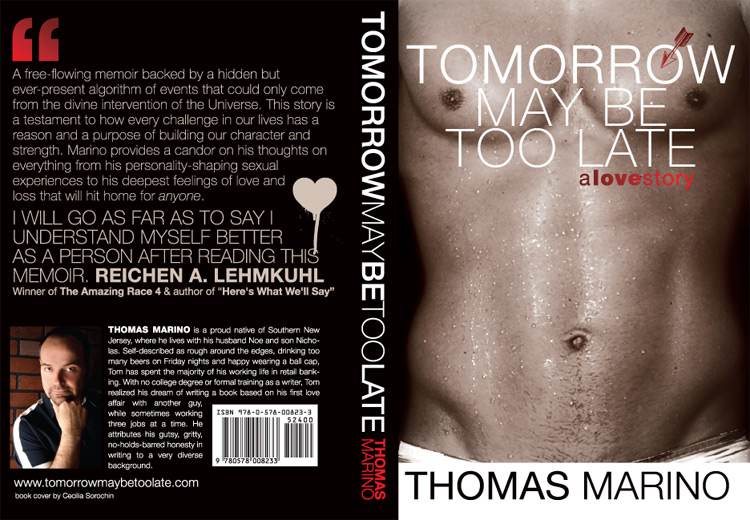 A free-flowing memoir backed by a hidden but
ever-present algorithm of events that could only come
from the divine intervention of the Universe. This story is
a testament to how every challenge in our lives has a
reason and a purpose of building our character and
strength. Marino provides a candor on his thoughts on
everything from his personality-shaping sexual
experiences to his deepest feelings of love and
loss that will hit home for anyone.
I WILL GO AS FAR AS TO SAY I
UNDERSTAND MYSELF BETTER
AS A PERSON AFTER READING THIS
MEMOIR. REICHEN A. LEHMKUHL
Winner of The Amazing Race 4 & author of “Here's What We'll Say”
THOMAS MARINO is a proud native of Southern New
Jersey, where he lives with his husband Noe and son Nicho-
las. Self-described as rough around the edges, drinking too
many beers on Friday nights and happy wearing a ball cap,
Tom has spent the majority of his working life in retail bank-
ing. With no college degree or formal training as a writer, Tom
realized his dream of writing a book based on his first love
affair with another guy,
while sometimes working
three jobs at a time. He
attributes his gutsy, gritty,
no-holds-barred honesty in
writing to a very diverse
background.
ISBN 978-0-578-00823-3
52400
9 780578 008233
www.tomorrowmaybetoolate.com
book cover by Cecilia Sorochin
TOMORROWMAYBETOOLATE
THOMAS
MARINO
TOMORROW
MAY BE
TOO LATE
alovestory
THOMAS MARINO